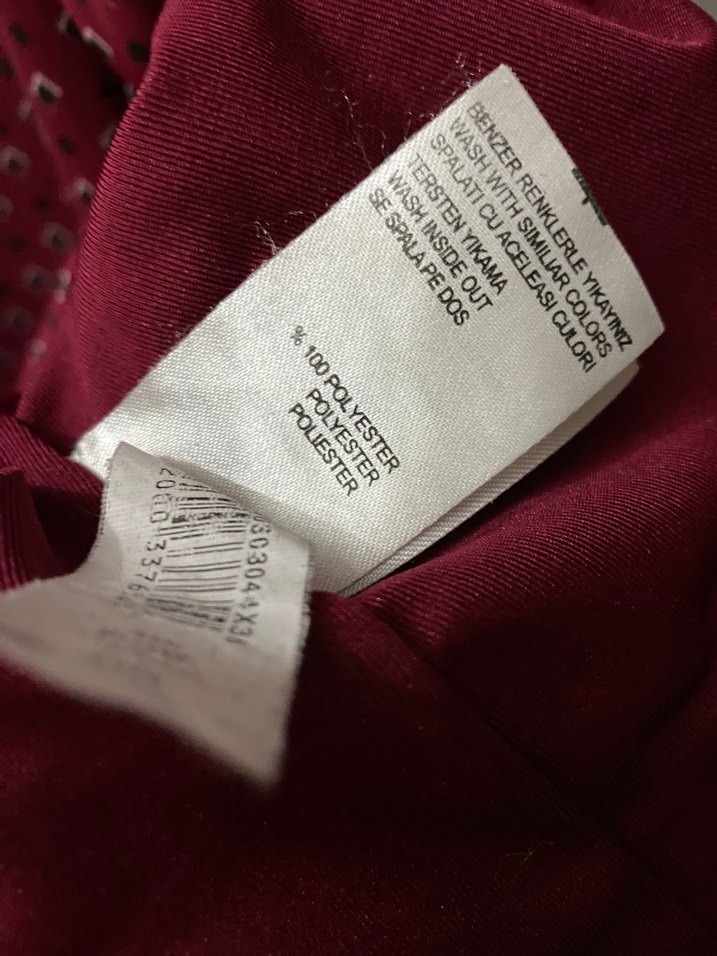 BENZER RENKLERLE YIKAYINIZ
WASH WITH SIMILIAR COLORS
SPALATI CU ACELEASI CULORI
TERSTEN YIKAMA
WASH INSIDE OUT
SE SPALA PE DOS
% 100 POLYESTER
POLYESTER
POLIESTER
303044X3